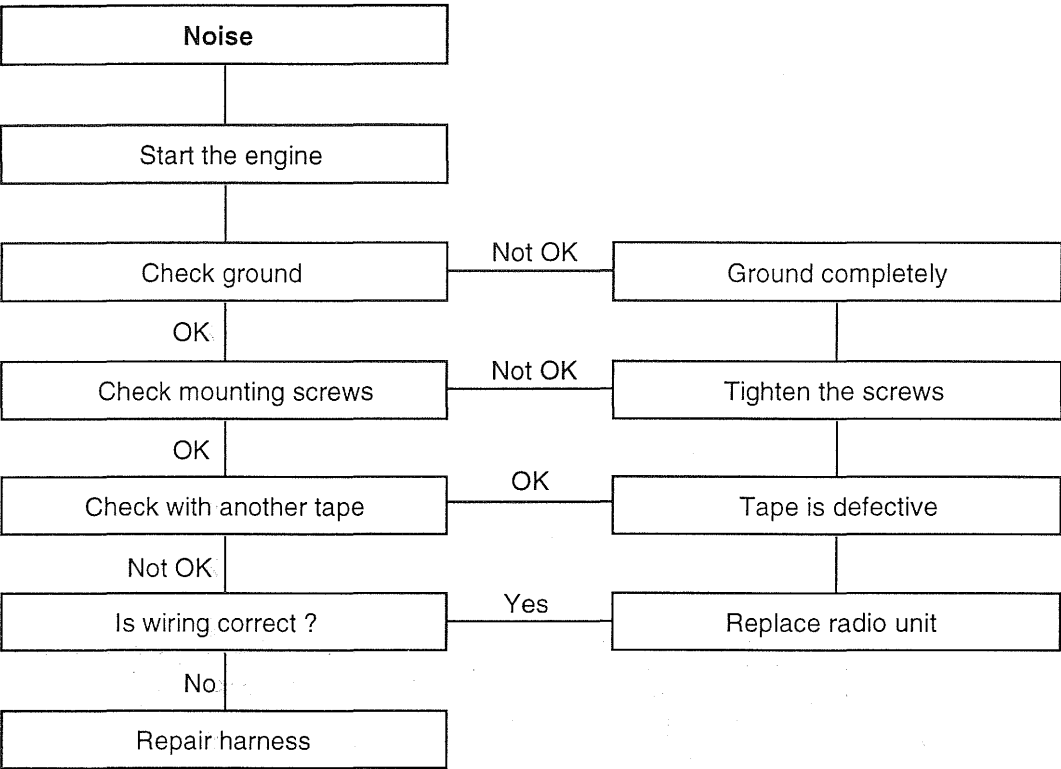 Noise
Start the engine
Check ground
Not OK
Ground completely
OK
Check mounting screws
Not OK
Tighten the screws
OK
Check with another tape
OK
Tape is defective
Not OK
Is wiring correct ?
Yes
Replace radio unit
No
Repair harness